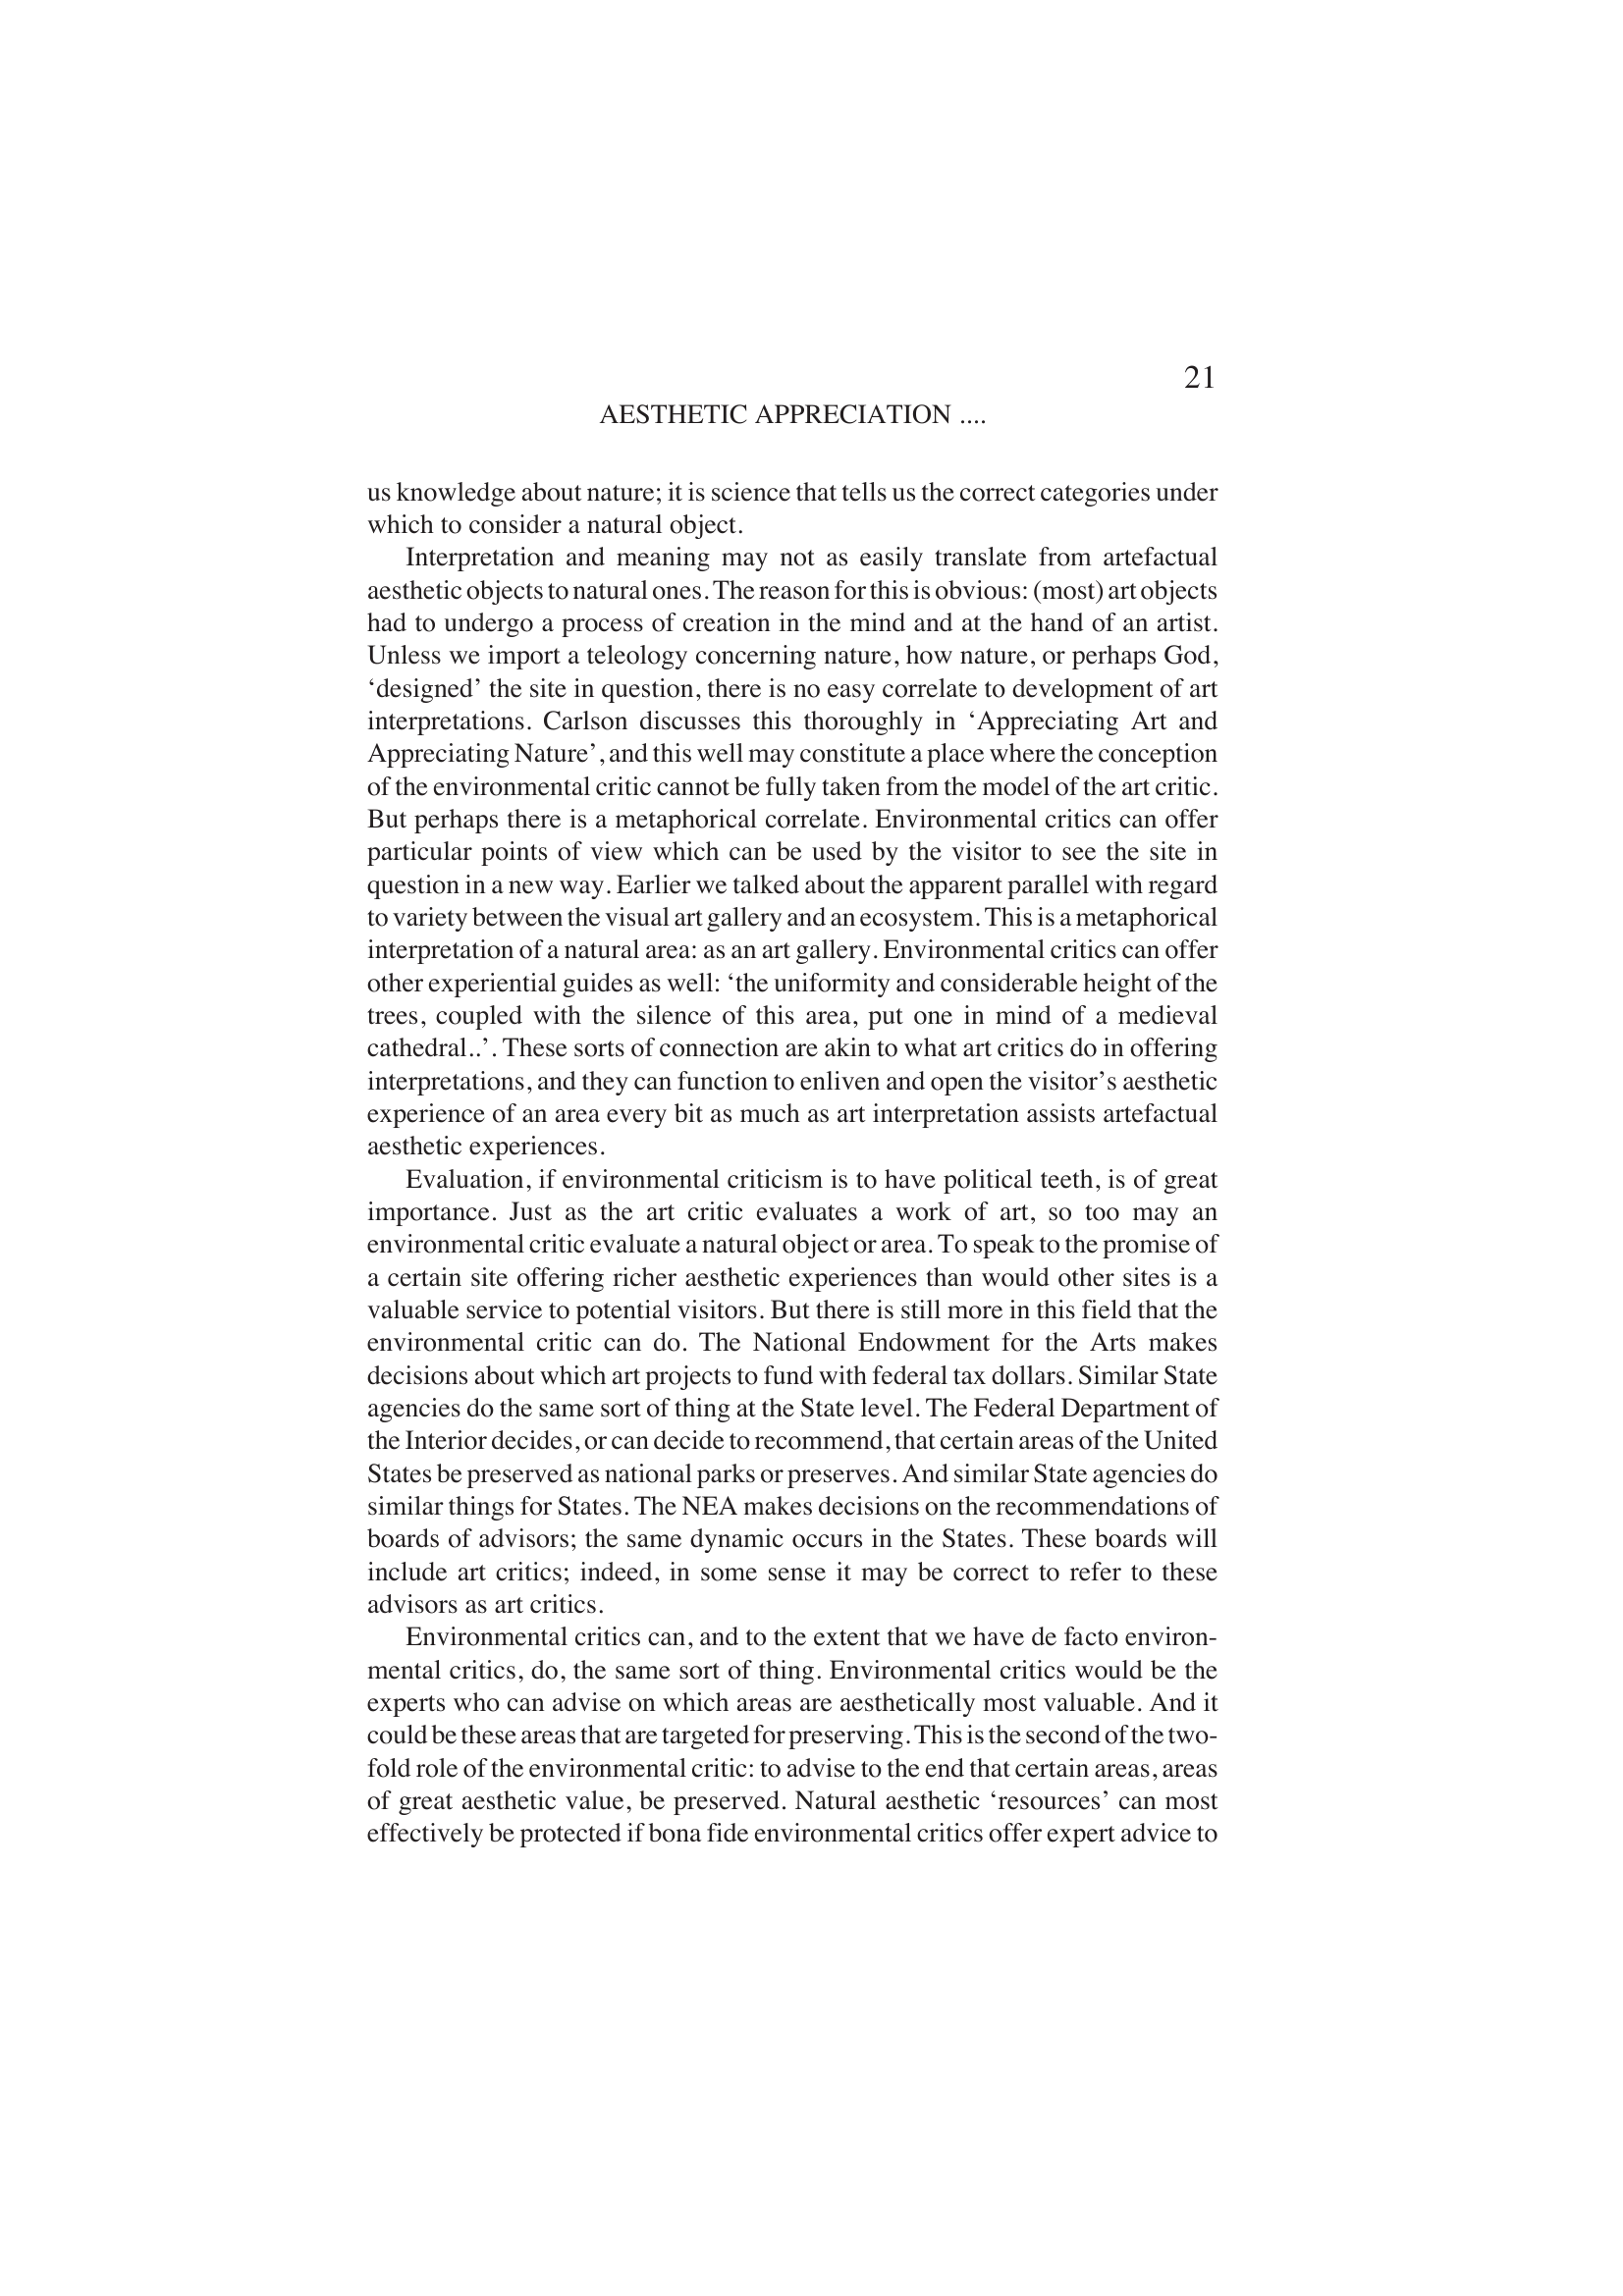 21
AESTHETIC APPRECIATION ....
us knowledge about nature; it is science that tells us the correct categories under
which to consider a natural object.
Interpretation and meaning may not as easily translate from artefactual
aesthetic objects to natural ones. The reason for this is obvious: (most) art objects
had to undergo a process of creation in the mind and at the hand of an artist.
Unless we import a teleology concerning nature, how nature, or perhaps God,
‘designed’ the site in question, there is no easy correlate to development of art
interpretations. Carlson discusses this thoroughly in ‘Appreciating Art and
Appreciating Nature’, and this well may constitute a place where the conception
of the environmental critic cannot be fully taken from the model of the art critic.
But perhaps there is a metaphorical correlate. Environmental critics can offer
particular points of view which can be used by the visitor to see the site in
question in a new way. Earlier we talked about the apparent parallel with regard
to variety between the visual art gallery and an ecosystem. This is a metaphorical
interpretation of a natural area: as an art gallery. Environmental critics can offer
other experiential guides as well: ‘the uniformity and considerable height of the
trees, coupled with the silence of this area, put one in mind of a medieval
cathedral..’. These sorts of connection are akin to what art critics do in offering
interpretations, and they can function to enliven and open the visitor’s aesthetic
experience of an area every bit as much as art interpretation assists artefactual
aesthetic experiences.
Evaluation, if environmental criticism is to have political teeth, is of great
importance. Just as the art critic evaluates a work of art, so too may an
environmental critic evaluate a natural object or area. To speak to the promise of
a certain site offering richer aesthetic experiences than would other sites is a
valuable service to potential visitors. But there is still more in this field that the
environmental critic can do. The National Endowment for the Arts makes
decisions about which art projects to fund with federal tax dollars. Similar State
agencies do the same sort of thing at the State level. The Federal Department of
the Interior decides, or can decide to recommend, that certain areas of the United
States be preserved as national parks or preserves. And similar State agencies do
similar things for States. The NEA makes decisions on the recommendations of
boards of advisors; the same dynamic occurs in the States. These boards will
include art critics; indeed, in some sense it may be correct to refer to these
advisors as art critics.
Environmental critics can, and to the extent that we have de facto environ-
mental critics, do, the same sort of thing. Environmental critics would be the
experts who can advise on which areas are aesthetically most valuable. And it
could be these areas that are targeted for preserving. This is the second of the two-
fold role of the environmental critic: to advise to the end that certain areas, areas
of great aesthetic value, be preserved. Natural aesthetic ‘resources’ can most
effectively be protected if bona fide environmental critics offer expert advice to